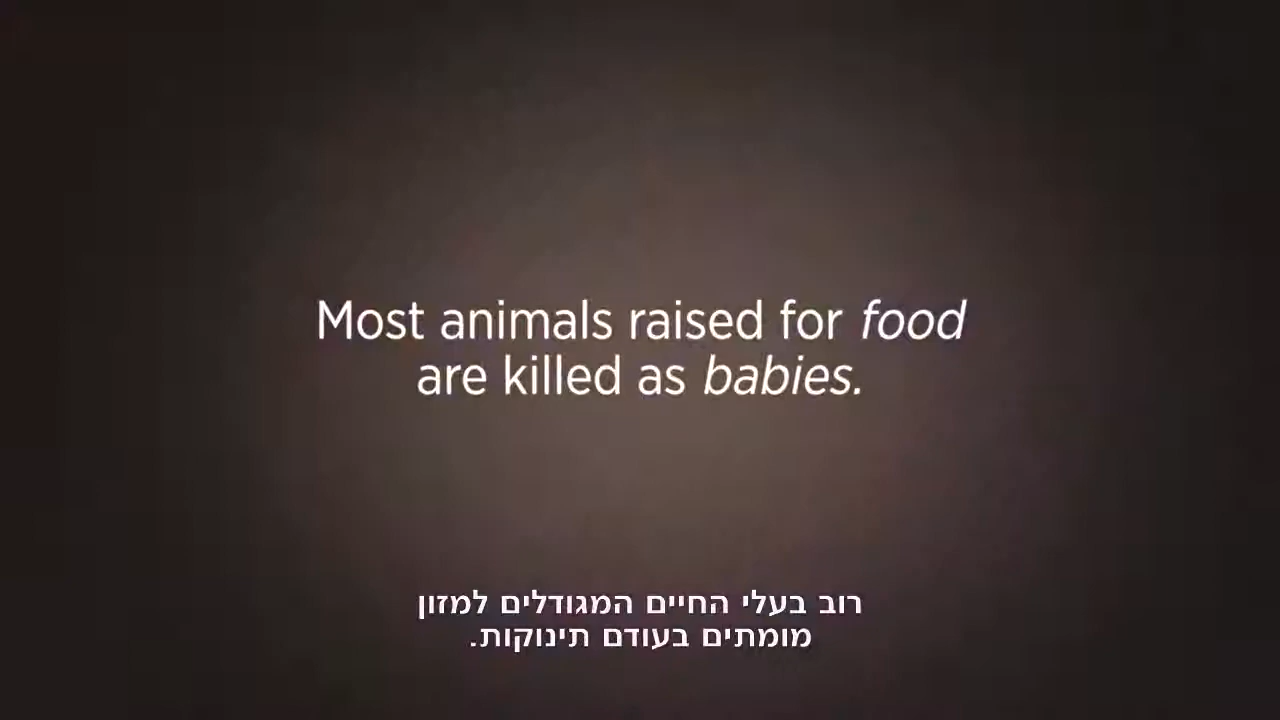 Most animals raised for food
are killed as babies.
רוב בעלי החיים המגודלים למזון
מומתים בעודם תינוקות.